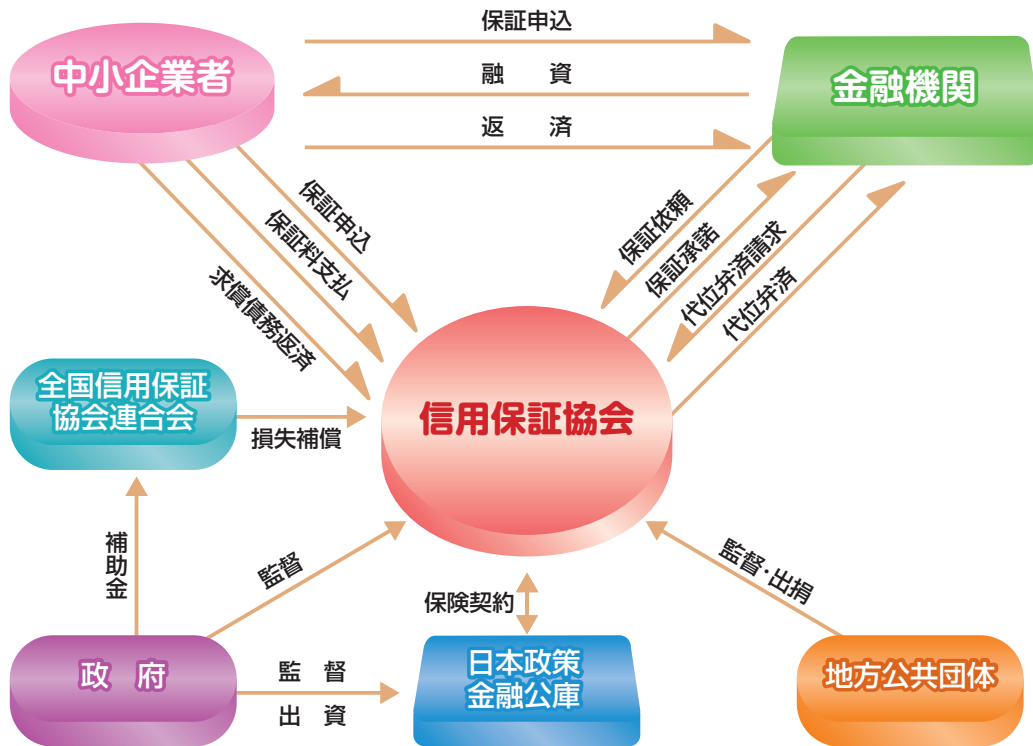 保証申込
中小企業者
融　資
金融機関
返　済
保証申込
保証料支払
求償債務返済
保証依頼
保証承諾
代位弁済請求
代位弁済
全国信用保証
協会連合会
損失補償
信用保証協会
補助金
監督
保険契約
監督・出捐
政　府
監　督
出　資
日本政策
金融公庫
地方公共団体